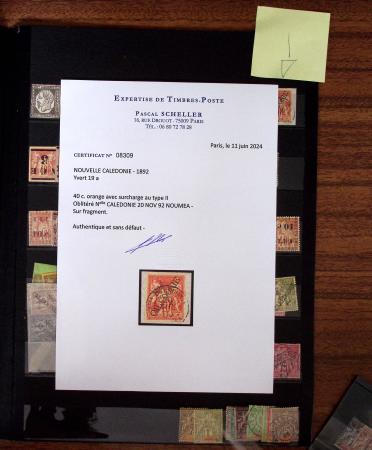 EXPERTISE DE TIMBRES-POSTE
PASCAL SCHELLER
16, RUE DROUOT - 75009 PARIS
TÉL. : 06 60 72 78 28
Paris, le 11 juin 2024
CERTIFICAT N° 08309
NOUVELLE CALEDONIE - 1892
Yvert 19 a
40 c. orange avec surcharge au type II
Oblitéré Nlle CALEDONIE 20 NOV 92 NOUMEA -
Sur fragment.
Authentique et sans défaut -